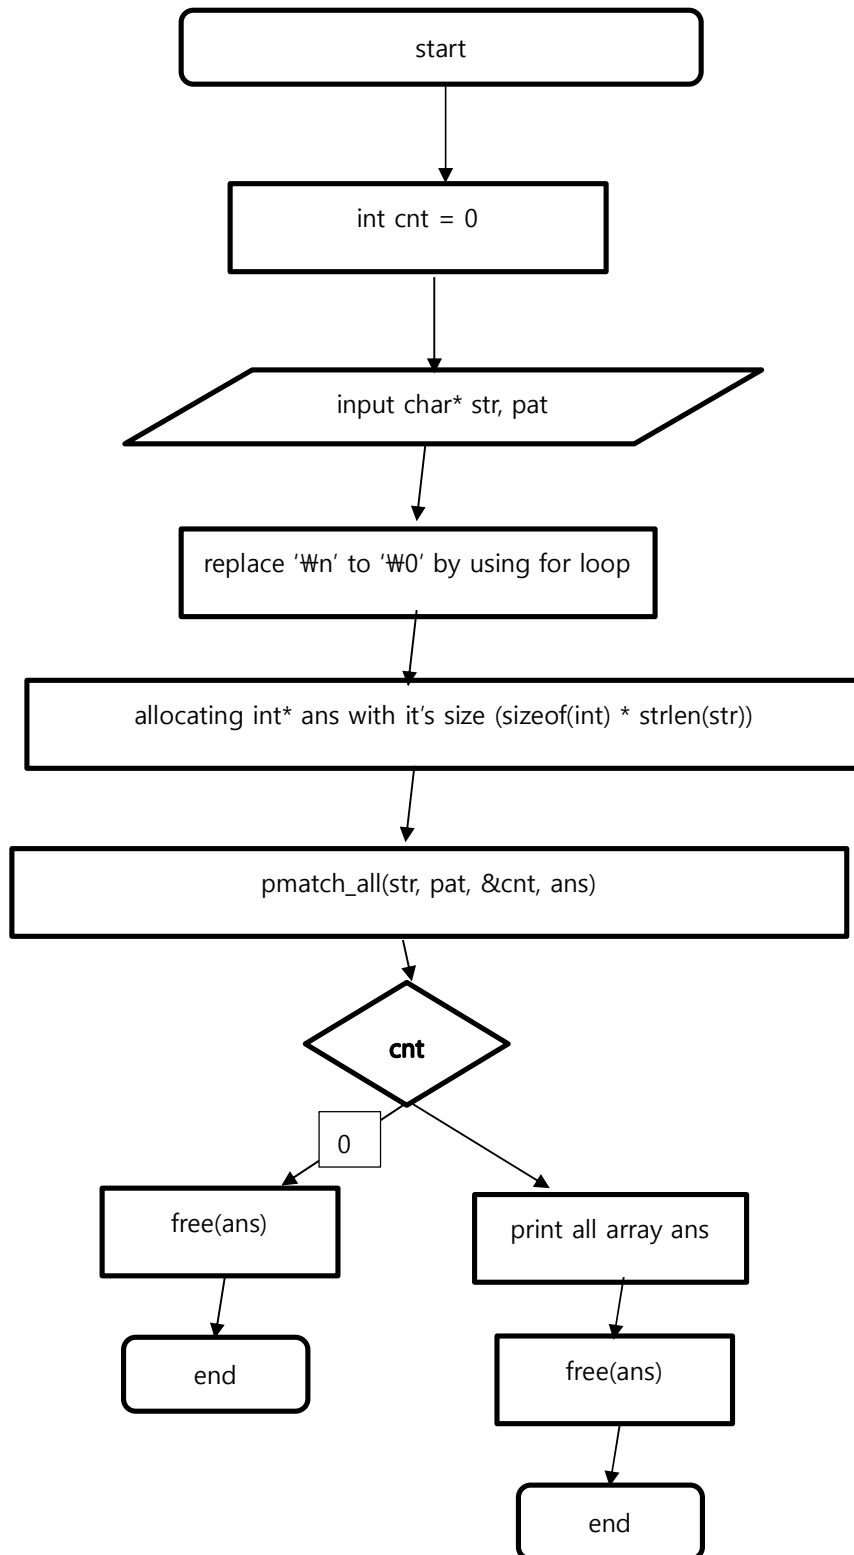 start
int cnt = 0
input char* str, pat
replace ‘₩n’ to ‘₩0’ by using for loop
allocating int* ans with it’s size (sizeof(int) * strlen(str))
pmatch_all(str, pat, &cnt, ans)
cnt
0
free(ans)
print all array ans
end
free(ans)
end